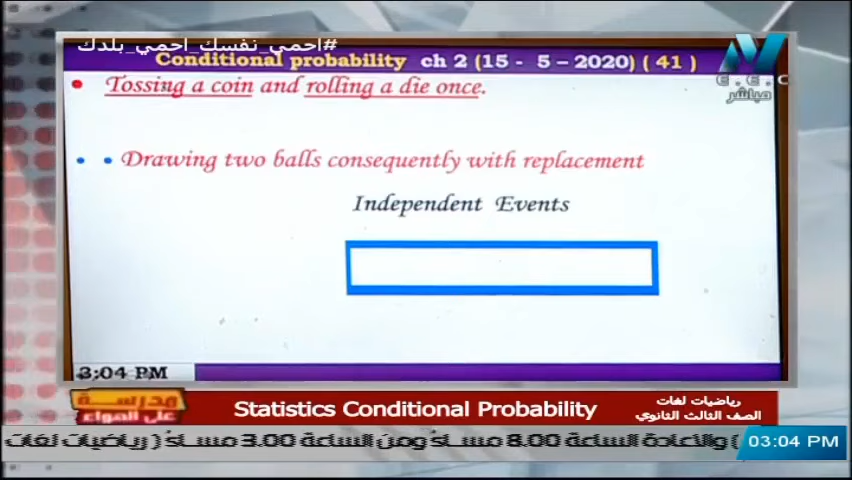 #احمي_نفسك_احمي_بلدك
Conditional probability ch 2 (15 - 5 – 2020) ( 41 )
E.E.C
مباشر
Tossing a coin and rolling a die once.
Drawing two balls consequently with replacement
Independent Events
3:04 PM
مدرسة
على الهواء
Statistics Conditional Probability
رياضيات لغات
الصف الثالث الثانوي
) والاعادة الساعة 8.00 مساءً ومن الساعة 3.00 مساءً ( رياضيات لغات
03:04 PM